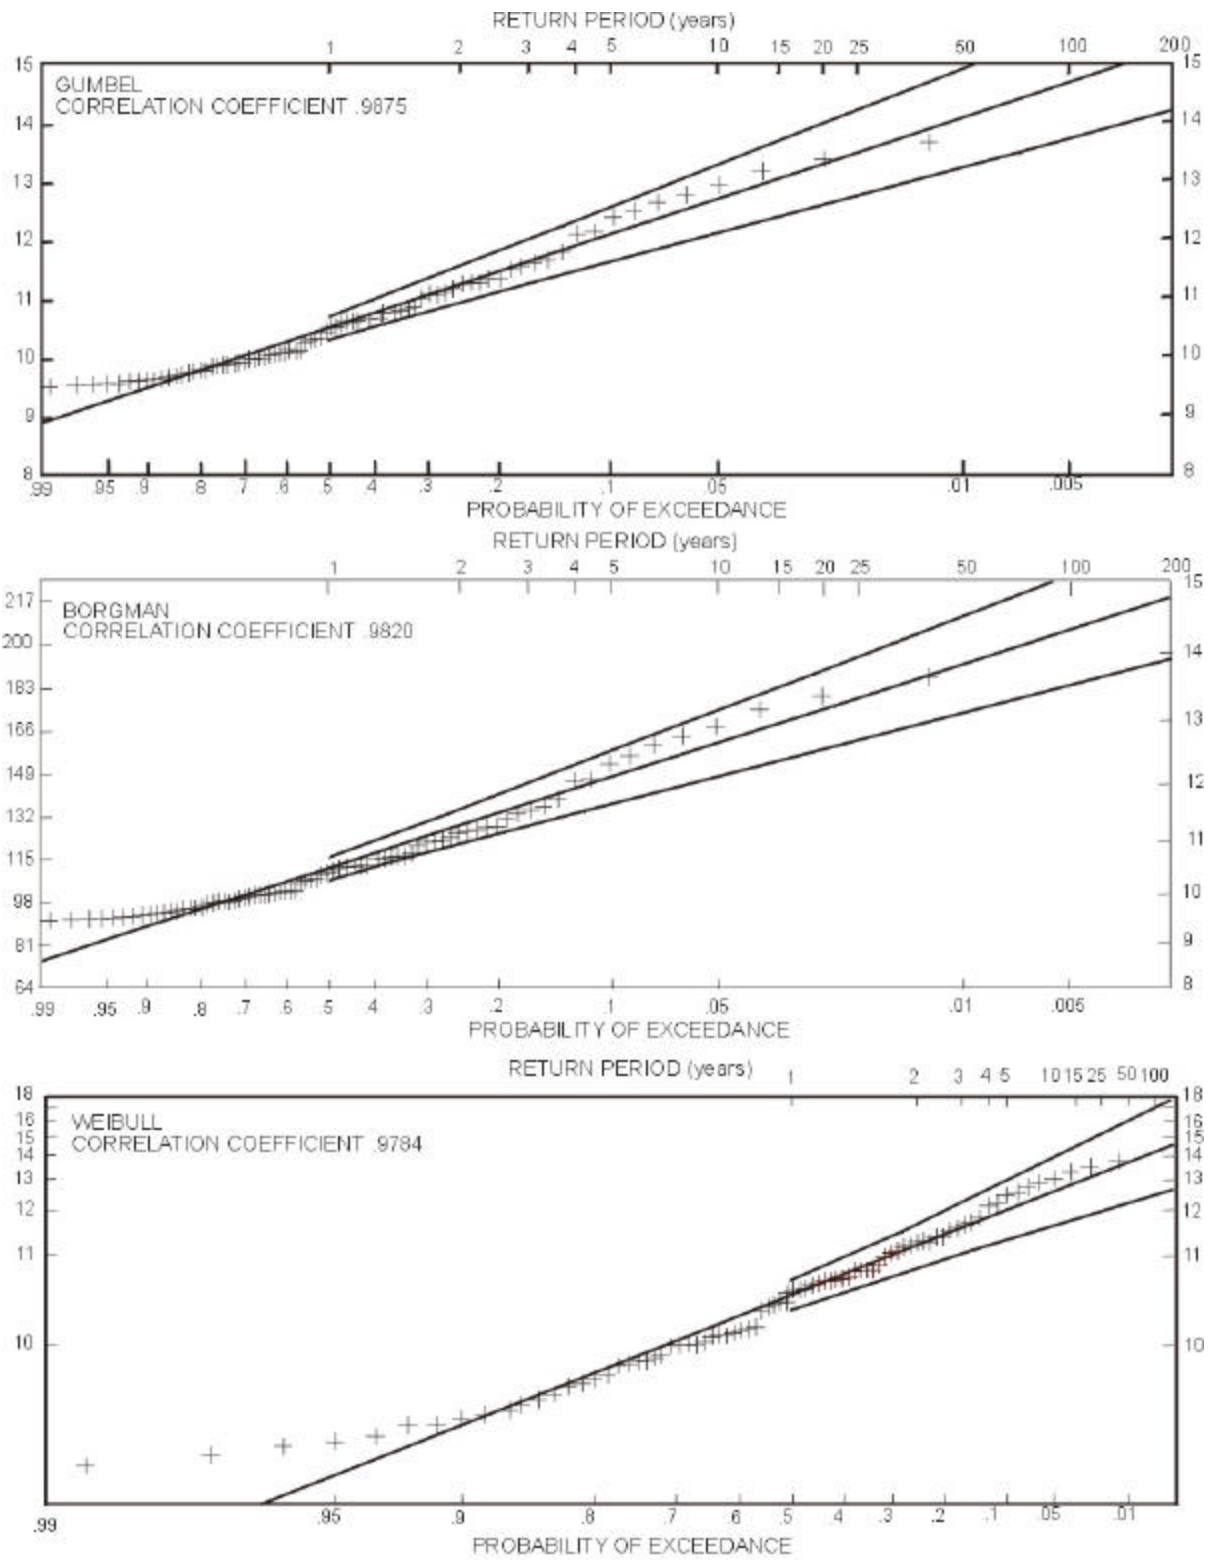 RETURN PERIOD (years)
1 2 3 4 5 10 15 20 25 50 100 200
15 15
GUMBEL
CORRELATION COEFFICIENT .9875
14 14
13 13
12 12
11 11
10 10
9 9
8 8
.99 .95 .9 .8 .7 .6 .5 .4 .3 .2 .1 .05 .01 .005
PROBABILITY OF EXCEEDANCE
RETURN PERIOD (years)
1 2 3 4 5 10 15 20 25 50 100 200
15
217
BORGMAN
CORRELATION COEFFICIENT .9820
200
14
183
13
166
149
12
132
11
115
98 10
81 9
64 8
.99 .95 .9 .8 .7 .6 .5 .4 .3 .2 .1 .05 .01 .005
PROBABILITY OF EXCEEDANCE
RETURN PERIOD (years)
1 2 3 4 5 10 15 25 50 100
18 18
WEIBULL
16 16
15 15
CORRELATION COEFFICIENT .9784
14 14
13 13
12 12
11 11
10 10
.99 .95 .9 .8 .7 .6 .5 .4 .3 .2 .1 .05 .01
PROBABILITY OF EXCEEDANCE